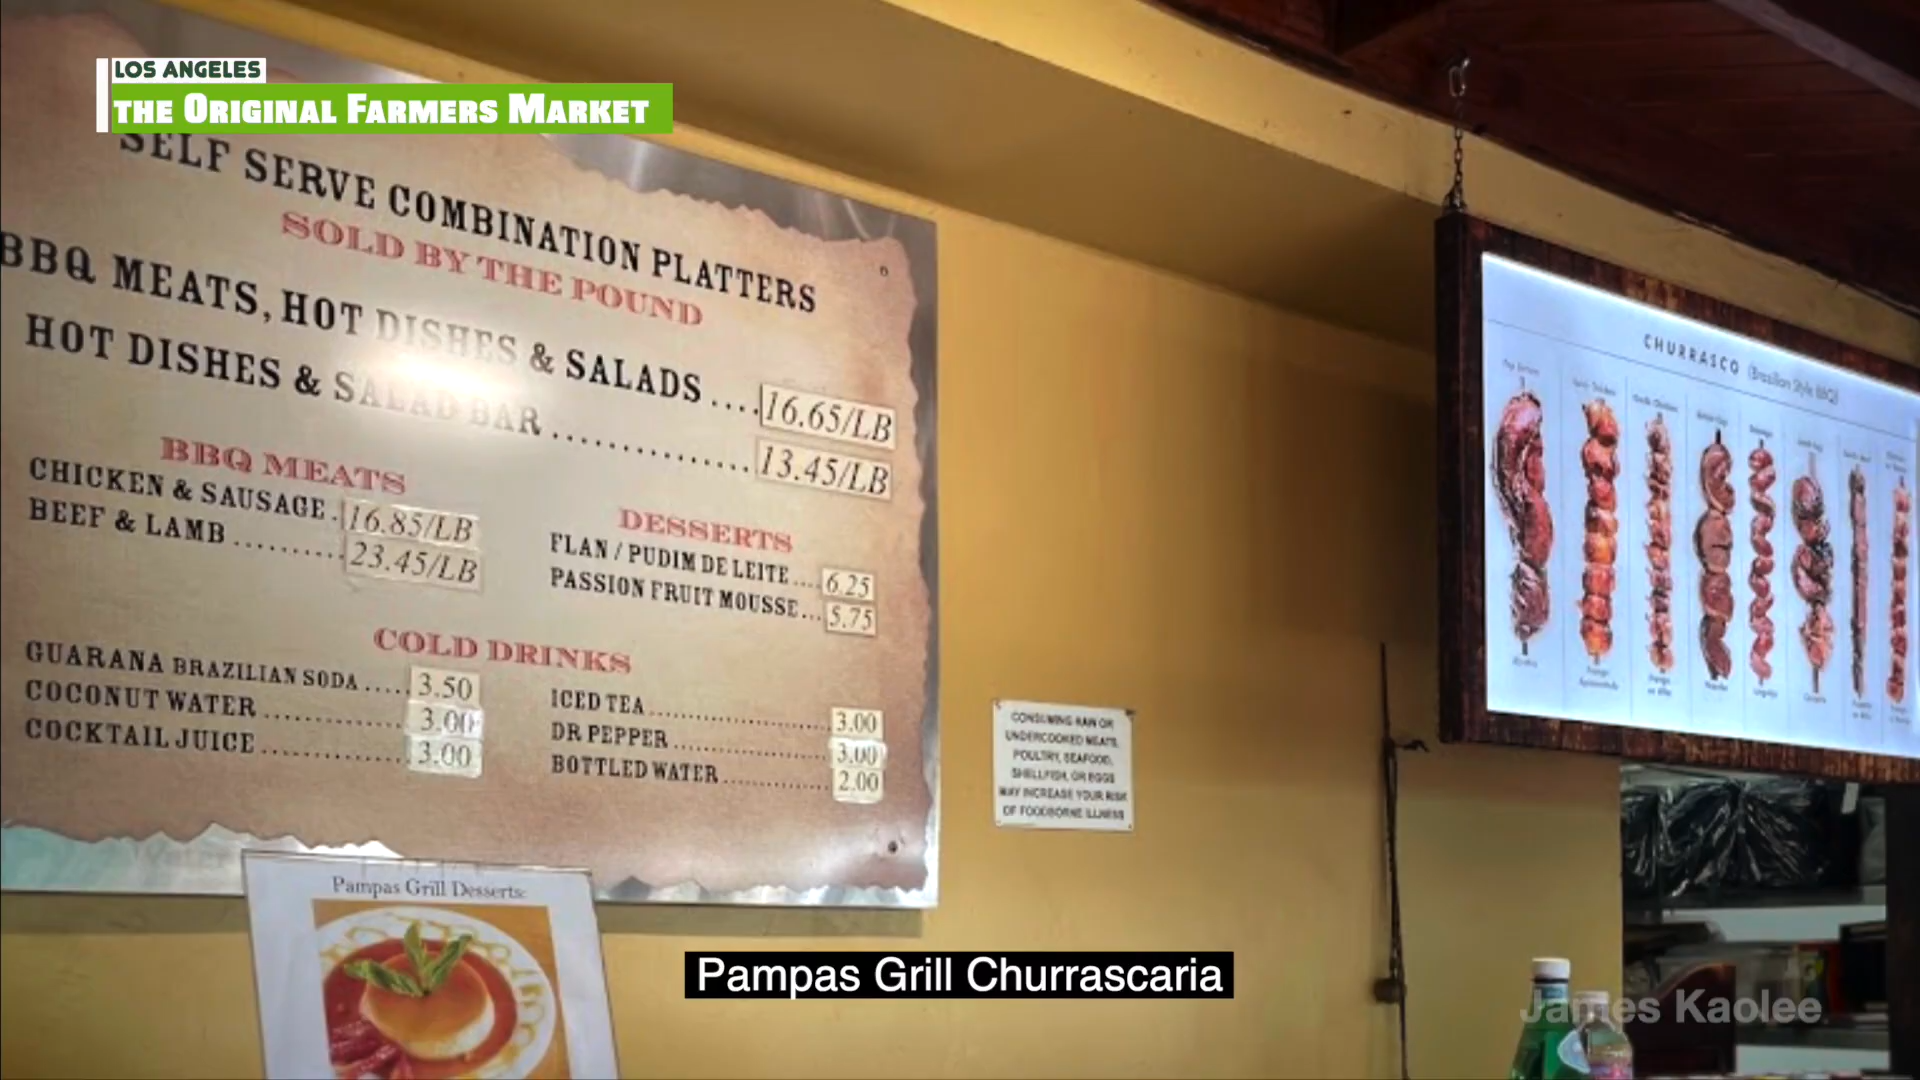 LOS ANGELES
THE ORIGINAL FARMERS MARKET
SELF SERVE COMBINATION PLATTERS
SOLD BY THE POUND
BBQ MEATS, HOT DISHES & SALADS ....16.65/LB
HOT DISHES & SALAD BAR ..............13.45/LB
BBQ MEATS
CHICKEN & SAUSAGE.16.85/LB
BEEF & LAMB..........23.45/LB
DESSERTS
FLAN / PUDIM DE LEITE....6.25
PASSION FRUIT MOUSSE...5.75
COLD DRINKS
GUARANA BRAZILIAN SODA.....3.50
COCONUT WATER...............3.00
COCKTAIL JUICE...............3.00
ICED TEA.......................3.00
DR PEPPER....................3.00
BOTTLED WATER..............2.00
CONSUMING RAW OR
UNDERCOOKED MEATS,
POULTRY, SEAFOOD,
SHELLFISH, OR EGGS
MAY INCREASE YOUR RISK
OF FOODBORNE ILLNESS
CHURRASCO (Brazilian Style BBQ)
Pampas Grill Desserts:
Pampas Grill Churrascaria
James Kaolee